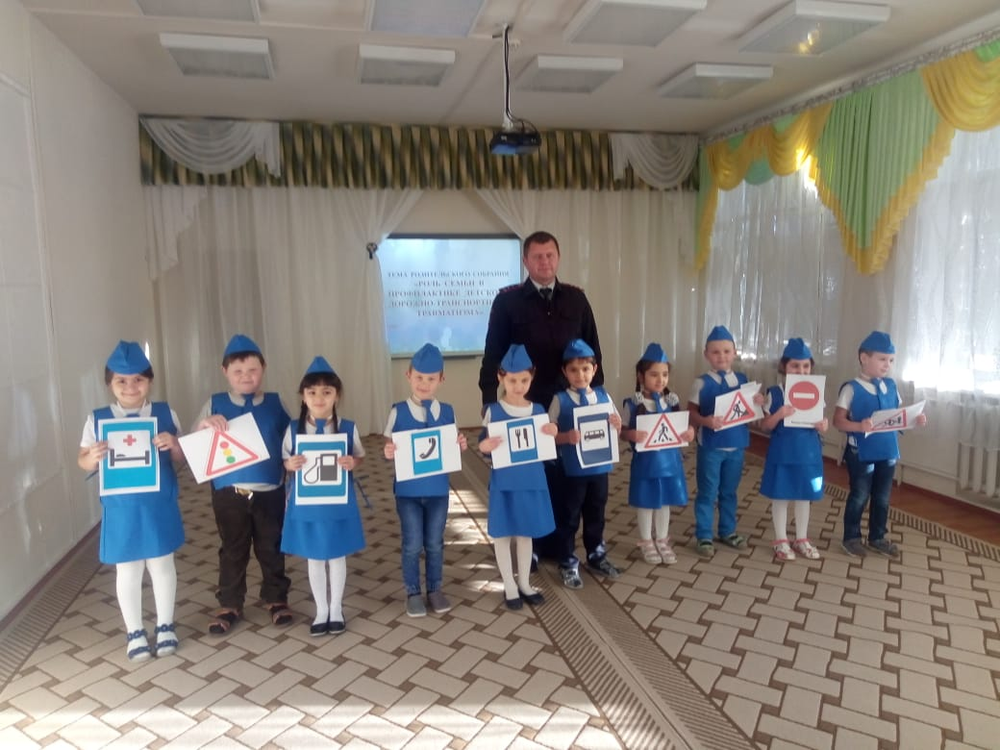 ТЕМА РОДИТЕЛЬСКОГО СОБРАНИЯ
«РОЛЬ СЕМЬИ В
ПРОФИЛАКТИКЕ ДЕТСКОГО
ДОРОЖНО-ТРАНСПОРТНОГО
ТРАВМАТИЗМА»